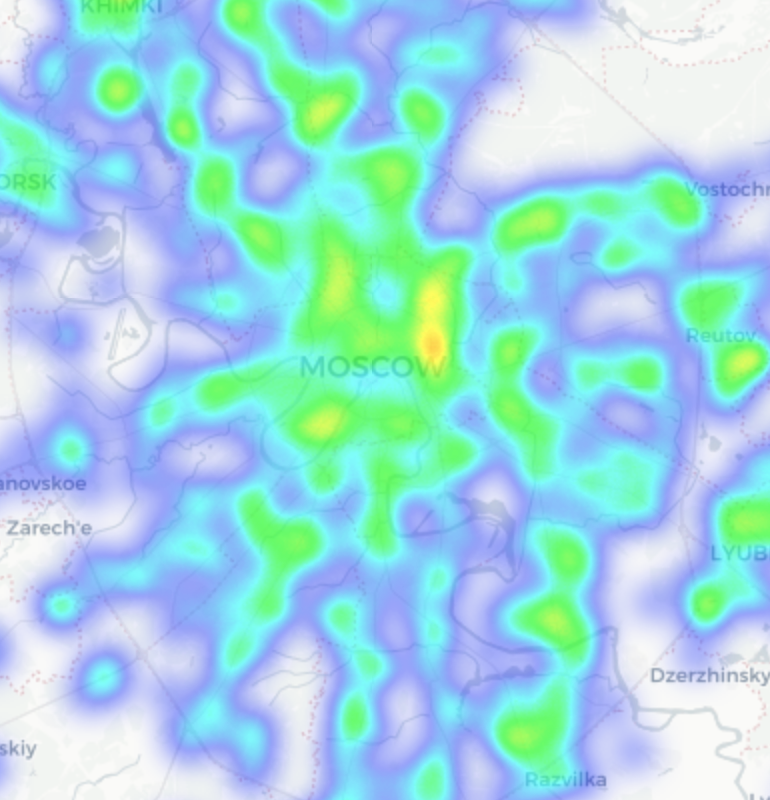 KHIMKI
ORSK
Vostochn
Reutov
MOSCOW
anovskoe
Zarech'e
LYUB
Dzerzhinsky
skiy
Razvilka